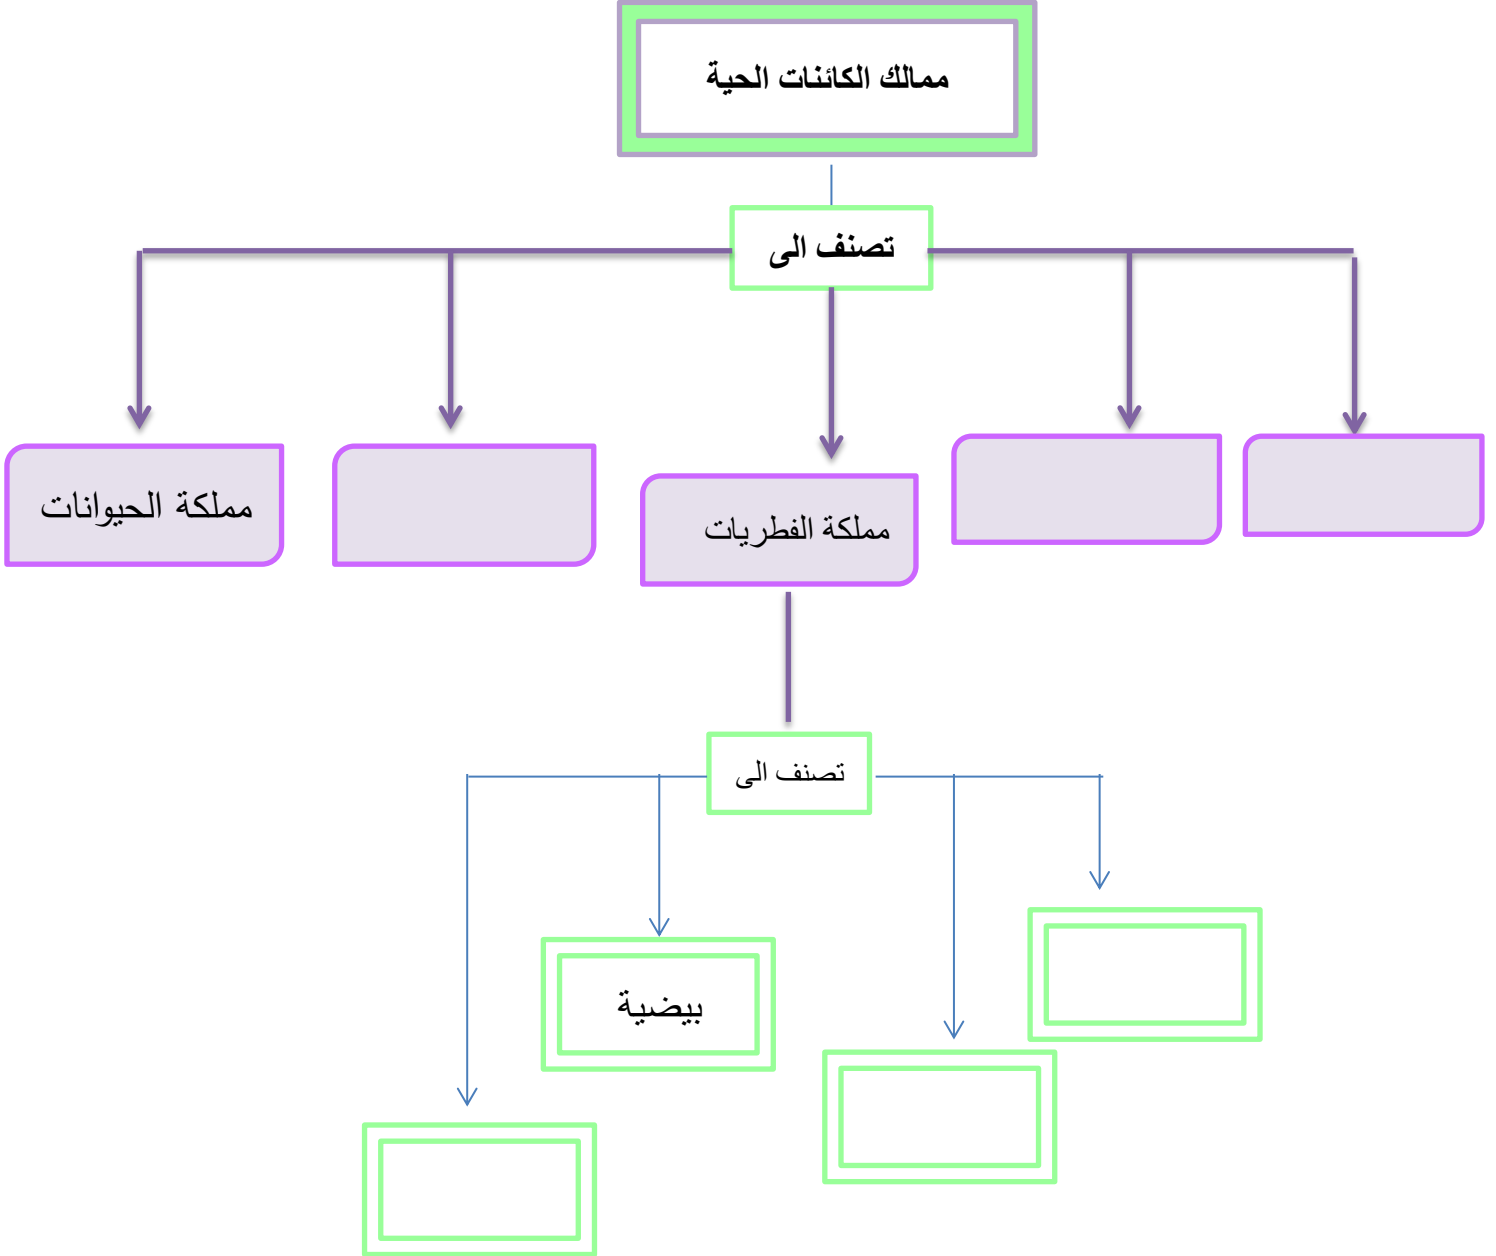 ممالك الكائنات الحية
تصنف الى
مملكة الفطريات
مملكة الحيوانات
تصنف الى
بيضية